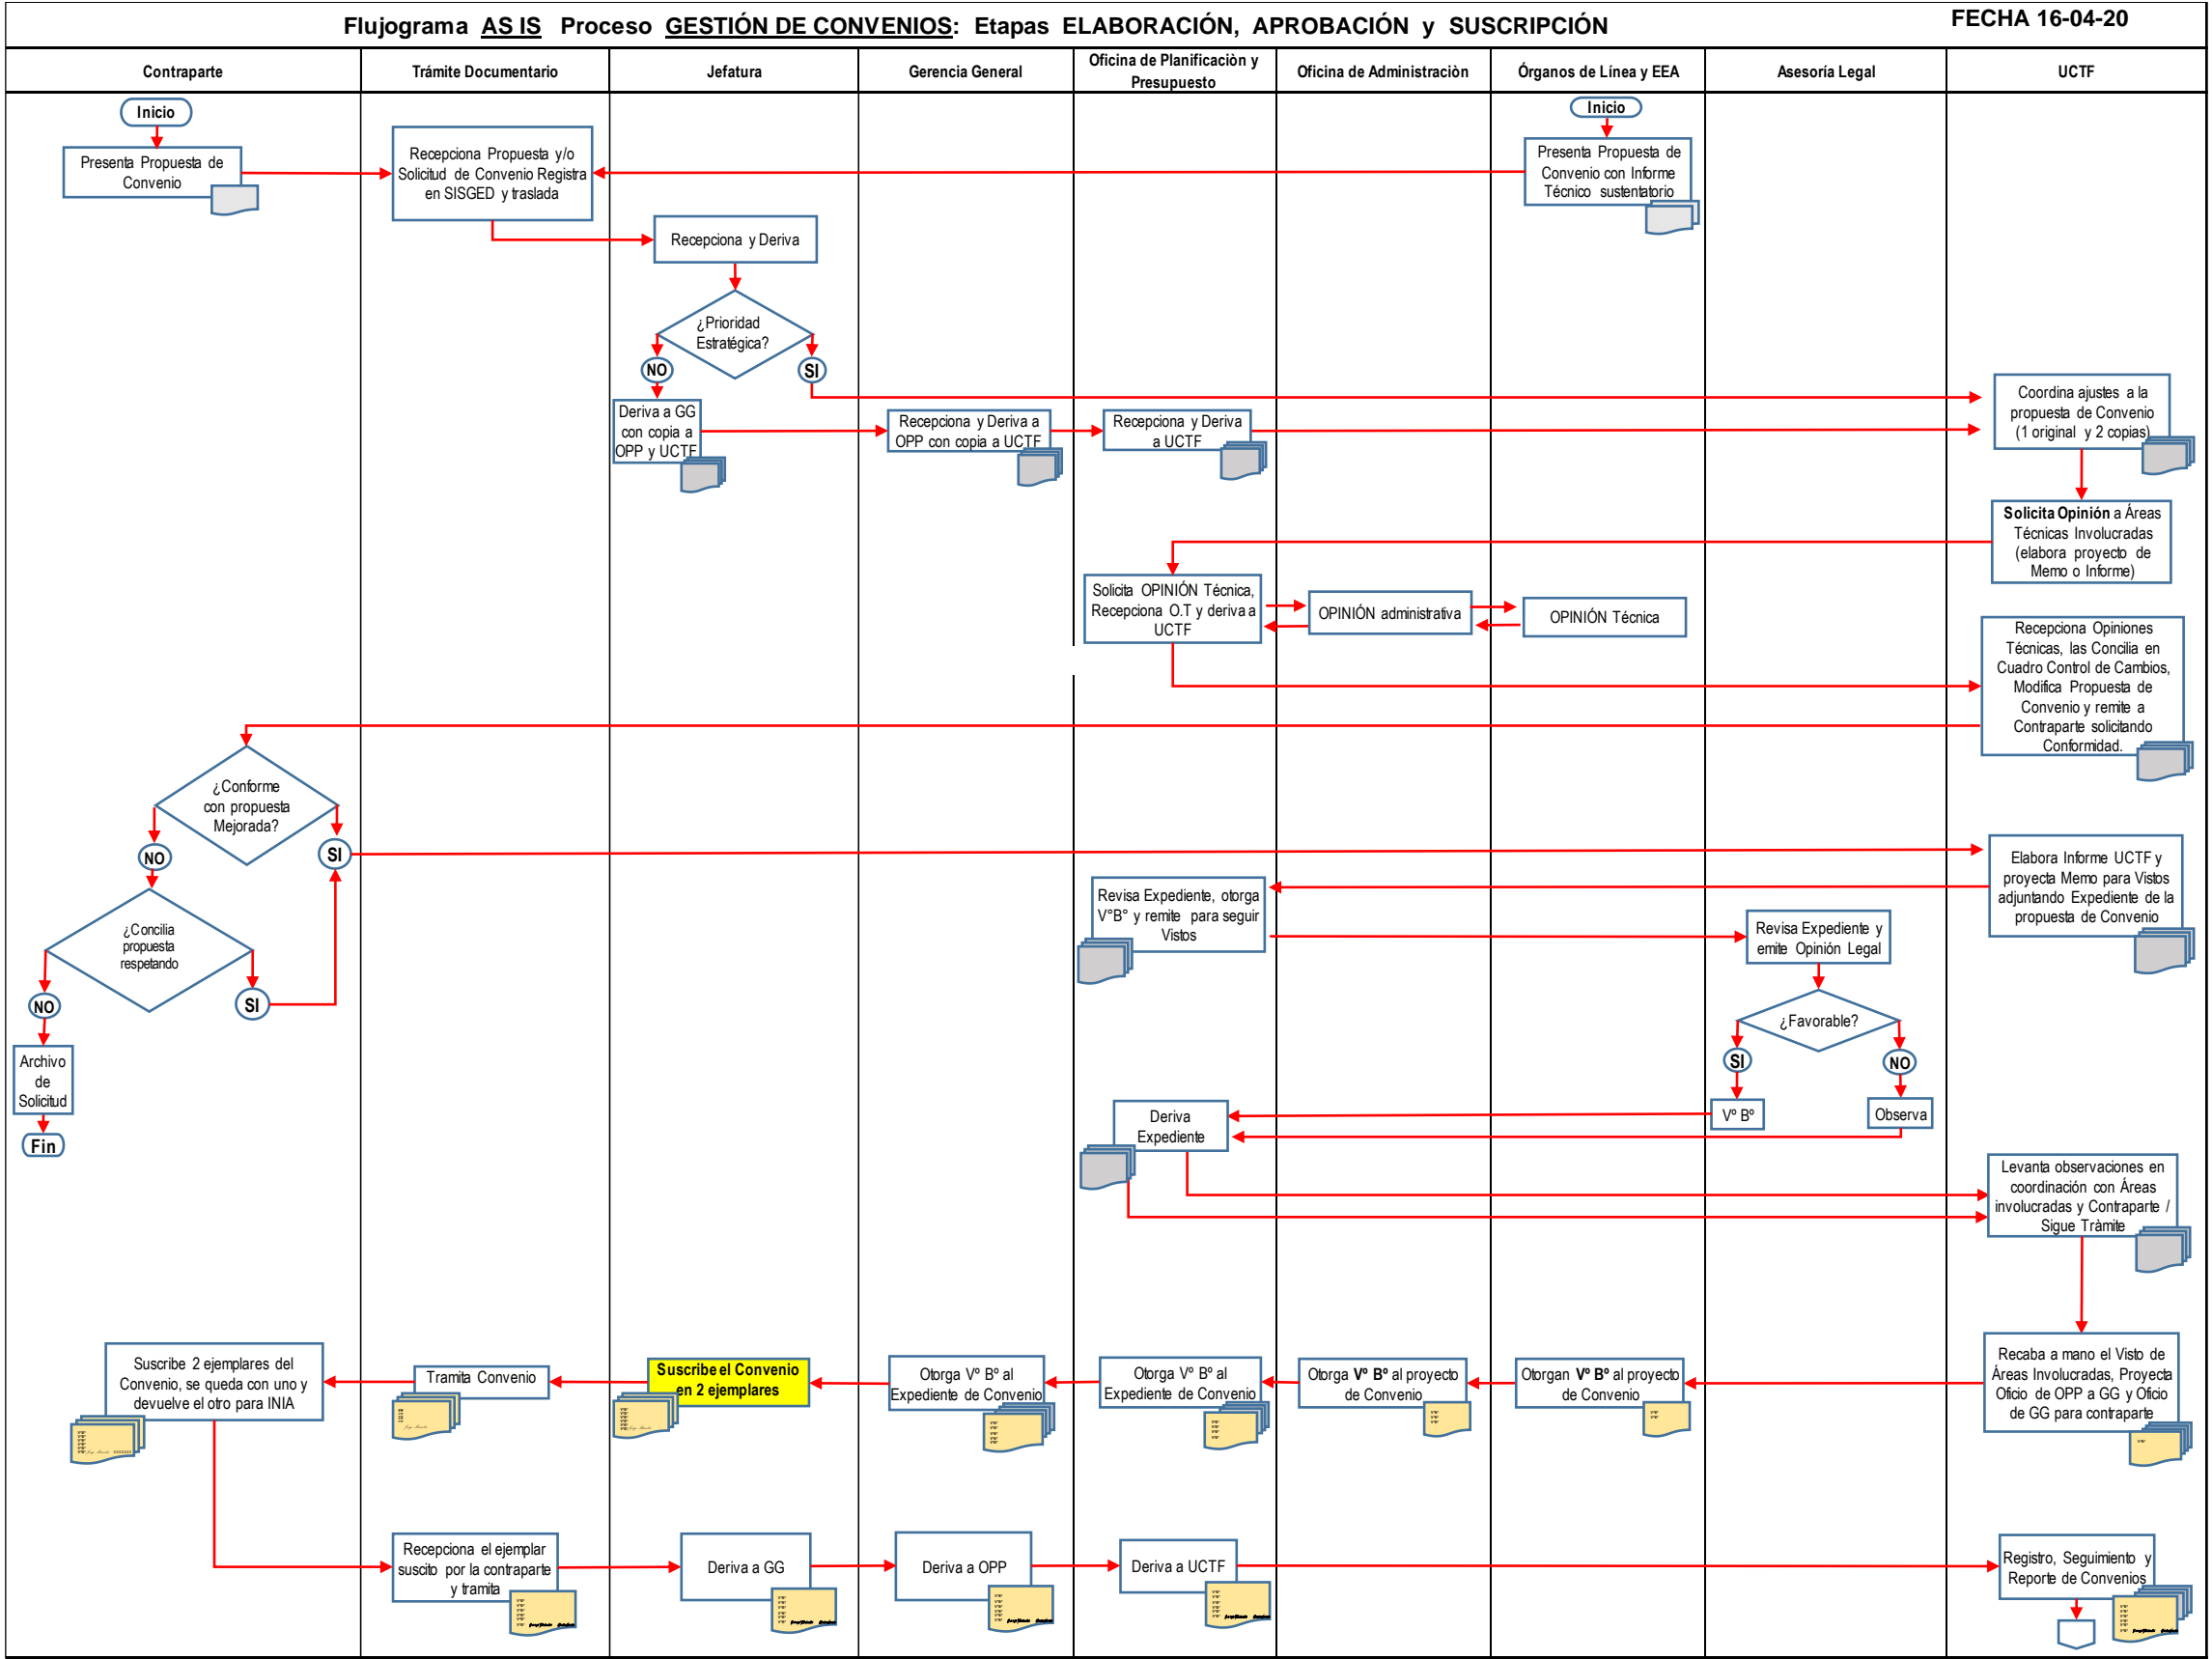 Flujograma AS IS Proceso GESTIÓN DE CONVENIOS: Etapas ELABORACIÓN, APROBACIÓN y SUSCRIPCIÓN
FECHA 16-04-20
Contraparte
Trámite Documentario
Jefatura
Gerencia General
Oficina de Planificaciòn y
Presupuesto
Oficina de Administraciòn
Órganos de Línea y EEA
Asesoría Legal
UCTF
Inicio
Presenta Propuesta de
Convenio
Recepciona Propuesta y/o
Solicitud de Convenio Registra
en SISGED y traslada
Inicio
Presenta Propuesta de
Convenio con Informe
Técnico sustentatorio
Recepciona y Deriva
¿Prioridad
Estratégica?
NO
SI
Deriva a GG
con copia a
OPP y UCTF
Recepciona y Deriva a
OPP con copia a UCTF
Recepciona y Deriva
a UCTF
Coordina ajustes a la
propuesta de Convenio
(1 original y 2 copias)
Solicita Opinión a Áreas
Técnicas Involucradas
(elabora proyecto de
Memo o Informe)
Solicita OPINIÓN Técnica,
Recepciona O.T y deriva a
UCTF
OPINIÓN administrativa
OPINIÓN Técnica
Recepciona Opiniones
Técnicas, las Concilia en
Cuadro Control de Cambios,
Modifica Propuesta de
Convenio y remite a
Contraparte solicitando
Conformidad.
¿Conforme
con propuesta
Mejorada?
NO
SI
Elabora Informe UCTF y
proyecta Memo para Vistos
adjuntando Expediente de la
propuesta de Convenio
Revisa Expediente, otorga
V°B° y remite para seguir
Vistos
Revisa Expediente y
emite Opinión Legal
¿Concilia
propuesta
respetando
NO
SI
¿Favorable?
SI
NO
Archivo
de
Solicitud
Fin
Vº Bº
Observa
Deriva
Expediente
Levanta observaciones en
coordinación con Áreas
involucradas y Contraparte /
Sigue Tràmite
Suscribe 2 ejemplares del
Convenio, se queda con uno y
devuelve el otro para INIA
Tramita Convenio
Suscribe el Convenio
en 2 ejemplares
Otorga Vº Bº al
Expediente de Convenio
Otorga Vº Bº al
Expediente de Convenio
Otorga Vº Bº al proyecto
de Convenio
Otorgan Vº Bº al proyecto
de Convenio
Recaba a mano el Visto de
Áreas Involucradas, Proyecta
Oficio de OPP a GG y Oficio
de GG para contraparte
Recepciona el ejemplar
suscito por la contraparte
y tramita
Deriva a GG
Deriva a OPP
Deriva a UCTF
Registro, Seguimiento y
Reporte de Convenios